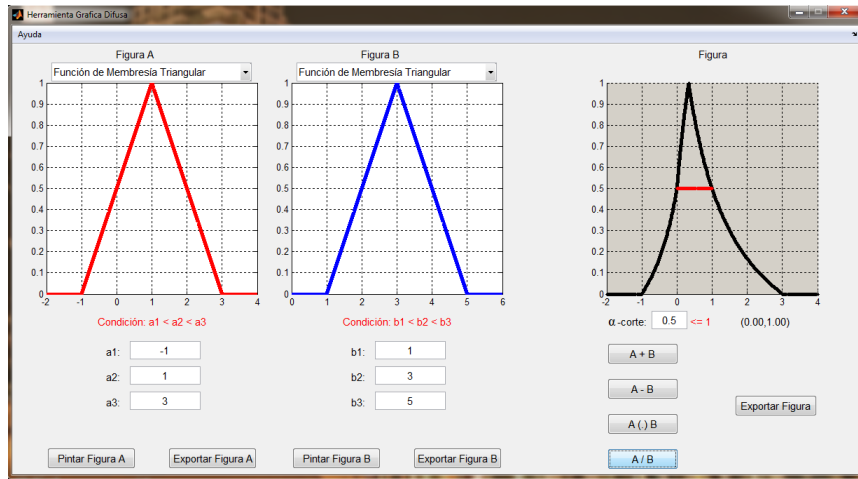 Herramienta Grafica Difusa
Ayuda
Figura A
Función de Membresía Triangular
1
0.9
0.8
0.7
0.6
0.5
0.4
0.3
0.2
0.1
0
-2 -1 0 1 2 3 4
Condición: a1 < a2 < a3
a1: -1
a2: 1
a3: 3
Pintar Figura A Exportar Figura A
Figura B
Función de Membresía Triangular
1
0.9
0.8
0.7
0.6
0.5
0.4
0.3
0.2
0.1
0
0 1 2 3 4 5 6
Condición: b1 < b2 < b3
b1: 1
b2: 3
b3: 5
Pintar Figura B Exportar Figura B
Figura
1
0.9
0.8
0.7
0.6
0.5
0.4
0.3
0.2
0.1
0
-2 -1 0 1 2 3 4
α-corte: 0.5 <= 1 (0.00,1.00)
A + B
A - B
A (.) B
A / B
Exportar Figura